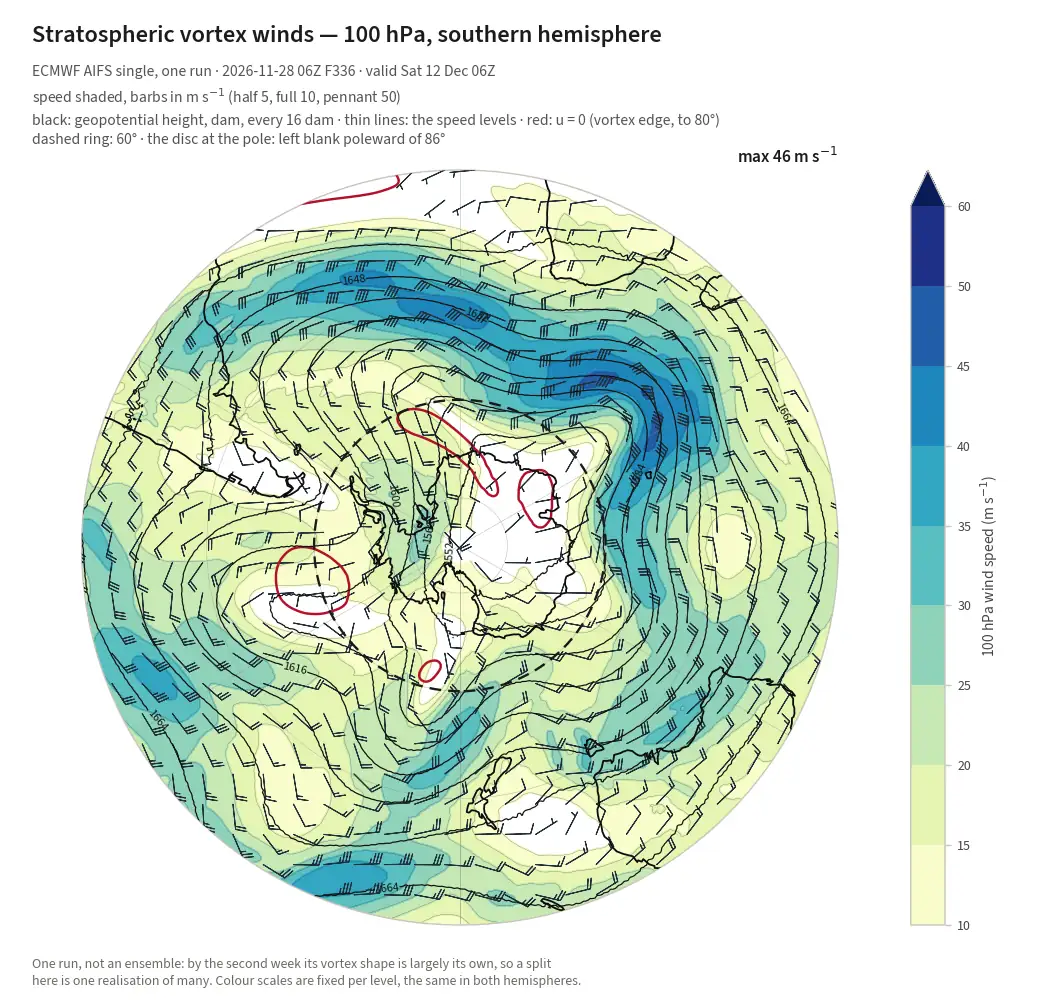 Stratospheric vortex winds — 100 hPa, southern hemisphere
ECMWF AIFS single, one run · 2026-11-28 06Z F336 · valid Sat 12 Dec 06Z
speed shaded, barbs in m s⁻¹ (half 5, full 10, pennant 50)
black: geopotential height, dam, every 16 dam · thin lines: the speed levels · red: u = 0 (vortex edge, to 80°)
dashed ring: 60° · the disc at the pole: left blank poleward of 86°
max 46 m s⁻¹
60
50
45
40
35
30
25
20
15
10
100 hPa wind speed (m s⁻¹)
1648
1664
1552
1616
1664
1664
One run, not an ensemble: by the second week its vortex shape is largely its own, so a split
here is one realisation of many. Colour scales are fixed per level, the same in both hemispheres.